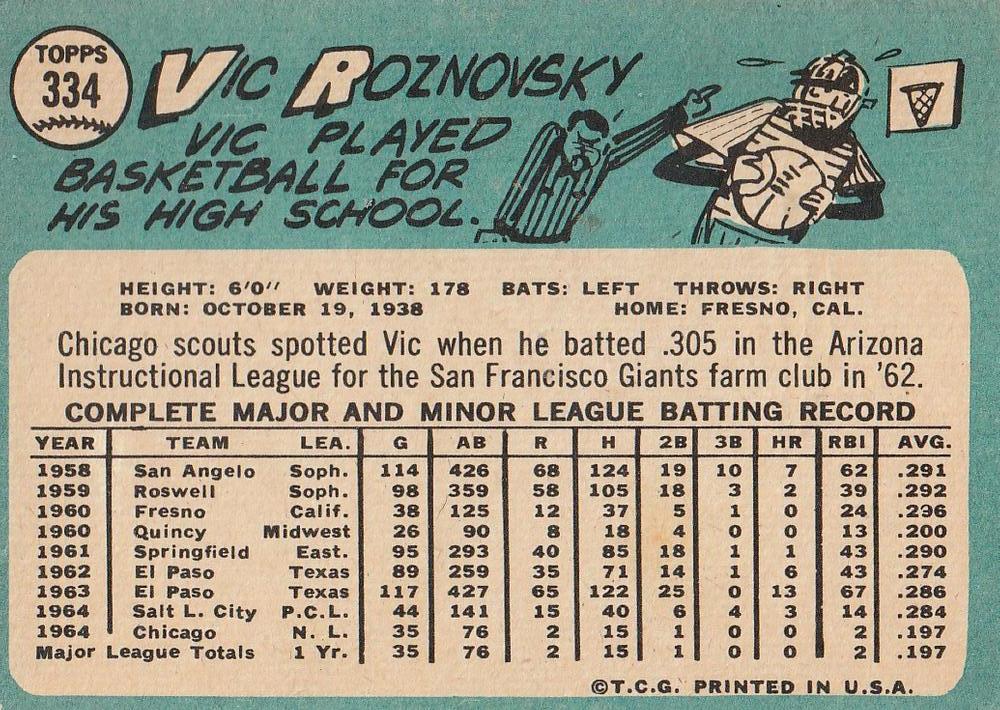 TOPPS
334
VIC ROZNOVSKY
VIC PLAYED
BASKETBALL FOR
HIS HIGH SCHOOL.
HEIGHT: 6'0" WEIGHT: 178 BATS: LEFT THROWS: RIGHT
BORN: OCTOBER 19, 1938 HOME: FRESNO, CAL.
Chicago scouts spotted Vic when he batted .305 in the Arizona
Instructional League for the San Francisco Giants farm club in '62.
COMPLETE MAJOR AND MINOR LEAGUE BATTING RECORD
YEAR TEAM LEA. G AB R H 2B 3B HR RBI AVG.
1958 San Angelo Soph. 114 426 68 124 19 10 7 62 .291
1959 Roswell Soph. 98 359 58 105 18 3 2 39 .292
1960 Fresno Calif. 38 125 12 37 5 1 0 24 .296
1960 Quincy Midwest 26 90 8 18 4 0 0 13 .200
1961 Springfield East. 95 293 40 85 18 1 1 43 .290
1962 El Paso Texas 89 259 35 71 14 1 6 43 .274
1963 El Paso Texas 117 427 65 122 25 0 13 67 .286
1964 Salt L. City P.C.L. 44 141 15 40 6 4 3 14 .284
1964 Chicago N. L. 35 76 2 15 1 0 0 2 .197
Major League Totals 1 Yr. 35 76 2 15 1 0 0 2 .197
©T.C.G. PRINTED IN U.S.A.